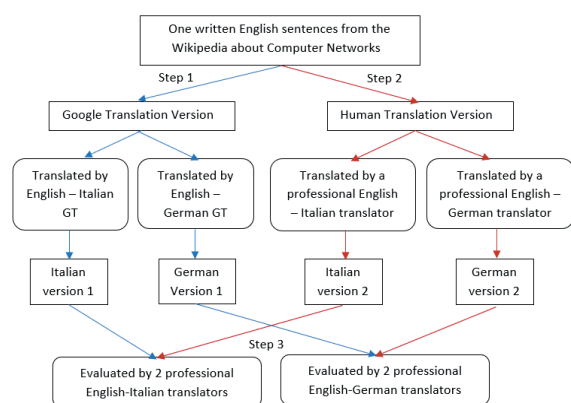 One written English sentences from the
Wikipedia about Computer Networks
Step 1
Step 2
Google Translation Version
Human Translation Version
Translated by
English – Italian
GT
Translated by
English –
German GT
Translated by a
professional English
– Italian translator
Translated by a
professional English –
German translator
Italian
version 1
German
Version 1
Italian
version 2
German
version 2
Step 3
Evaluated by 2 professional
English-Italian translators
Evaluated by 2 professional
English-German translators